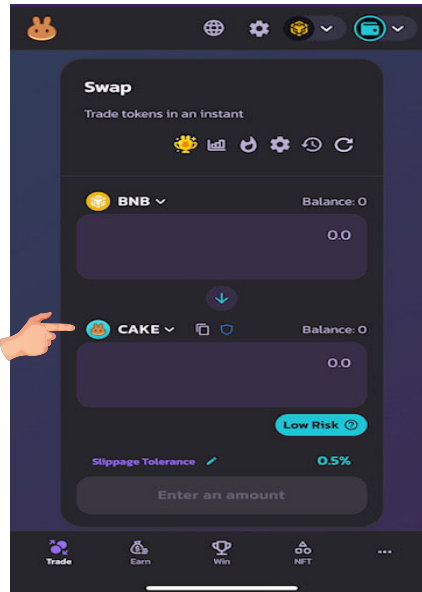 Swap
Trade tokens in an instant
BNB Balance: 0
0.0
CAKE Balance: 0
0.0
Low Risk
Slippage Tolerance 0.5%
Enter an amount
Trade Earn Win NFT ...